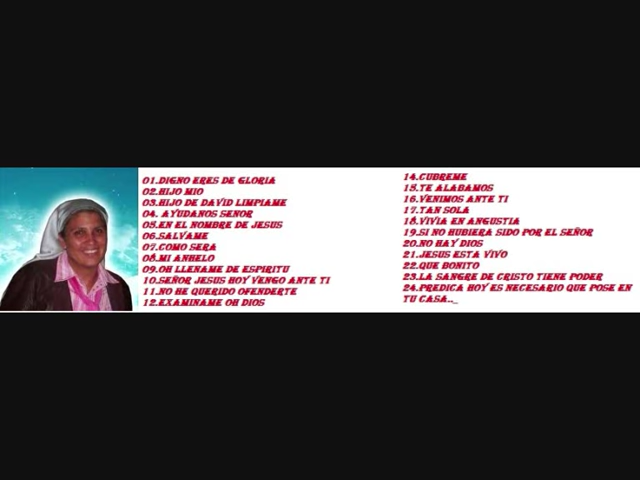 01.DIGNO ERES DE GLORIA
02.HIJO MIO
03.HIJO DE DAVID LIMPIAME
04. AYUDANOS SENOR
05.EN EL NOMBRE DE JESUS
06.SALVAME
07.COMO SERA
08.MI ANHELO
09.OH LLENAME DE ESPIRITU
10.SEÑOR JESUS HOY VENGO ANTE TI
11.NO HE QUERIDO OFENDERTE
12.EXAMINAME OH DIOS
14.CUBREME
15.TE ALABAMOS
16.VENIMOS ANTE TI
17.TAN SOLA
18.VIVIA EN ANGUSTIA
19.SI NO HUBIERA SIDO POR EL SEÑOR
20.NO HAY DIOS
21.JESUS ESTA VIVO
22.QUE BONITO
23.LA SANGRE DE CRISTO TIENE PODER
24.PREDICA HOY ES NECESARIO QUE POSE EN
TU CASA.._